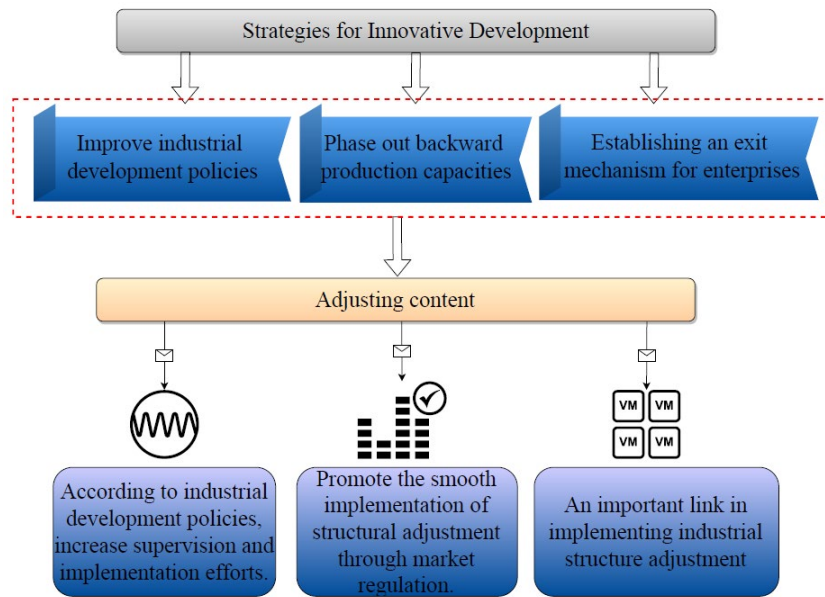 Strategies for Innovative Development
Improve industrial
development policies
Phase out backward
production capacities
Establishing an exit
mechanism for enterprises
Adjusting content
VM VM
VM VM
According to industrial
development policies,
increase supervision and
implementation efforts.
Promote the smooth
implementation of
structural adjustment
through market
regulation.
An important link in
implementing industrial
structure adjustment